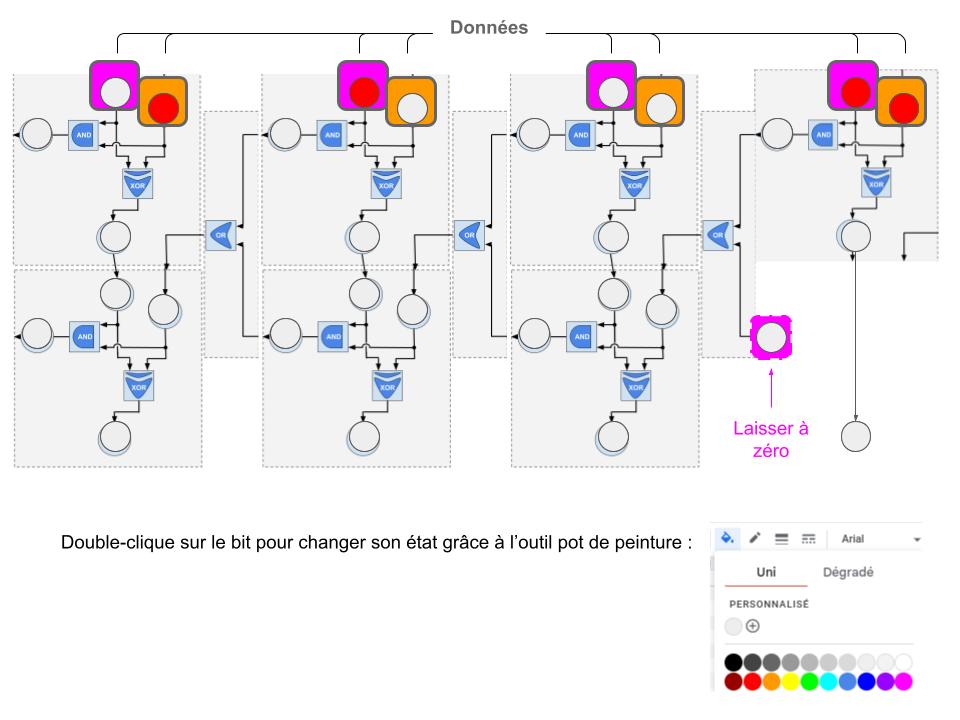 Données
AND
AND
AND
AND
XOR
XOR
XOR
XOR
OR
OR
OR
AND
AND
AND
XOR
XOR
XOR
Laisser à
zéro
Double-clique sur le bit pour changer son état grâce à l'outil pot de peinture :
Arial
Uni
Dégradé
PERSONNALISÉ